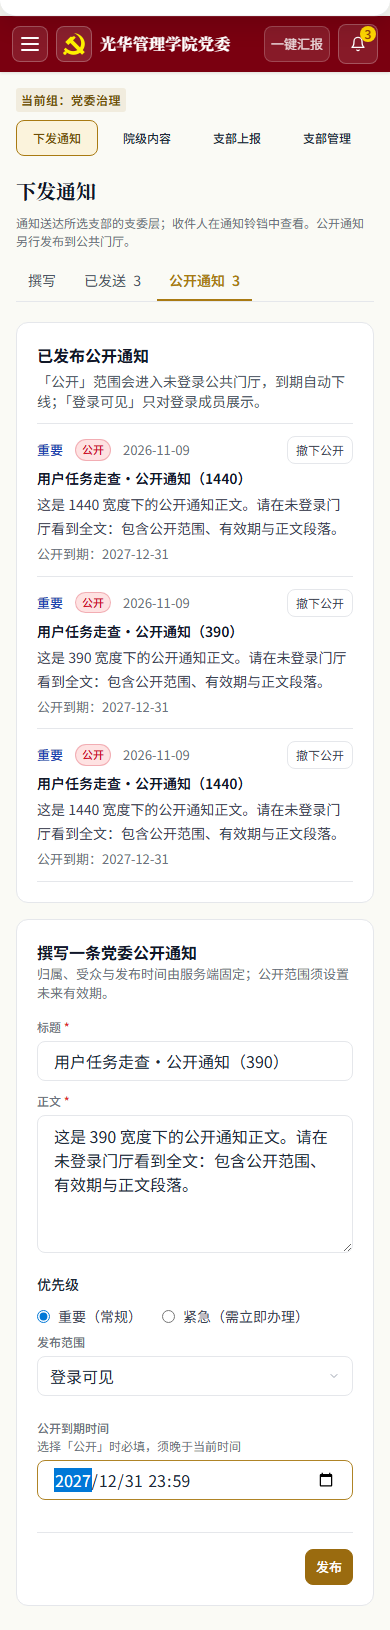 光华管理学院党委
一键汇报
3
当前组：党委治理
下发通知
院级内容
支部上报
支部管理
下发通知
通知送达所选支部的支委层；收件人在通知铃铛中查看。公开通知
另行发布到公共门厅。
撰写
已发送 3
公开通知 3
已发布公开通知
「公开」范围会进入未登录公共门厅，到期自动下
线；「登录可见」只对登录成员展示。
重要 公开 2026-11-09 撤下公开
用户任务走查·公开通知（1440）
这是 1440 宽度下的公开通知正文。请在未登录门
厅看到全文：包含公开范围、有效期与正文段落。
公开到期：2027-12-31
重要 公开 2026-11-09 撤下公开
用户任务走查·公开通知（390）
这是 390 宽度下的公开通知正文。请在未登录门厅
看到全文：包含公开范围、有效期与正文段落。
公开到期：2027-12-31
重要 公开 2026-11-09 撤下公开
用户任务走查·公开通知（1440）
这是 1440 宽度下的公开通知正文。请在未登录门
厅看到全文：包含公开范围、有效期与正文段落。
公开到期：2027-12-31
撰写一条党委公开通知
归属、受众与发布时间由服务端固定；公开范围须设置
未来有效期。
标题 *
用户任务走查·公开通知（390）
正文 *
这是 390 宽度下的公开通知正文。请在
未登录门厅看到全文：包含公开范围、
有效期与正文段落。
优先级
重要（常规）
紧急（需立即办理）
发布范围
登录可见
公开到期时间
选择「公开」时必填，须晚于当前时间
2027/12/31 23:59
发布